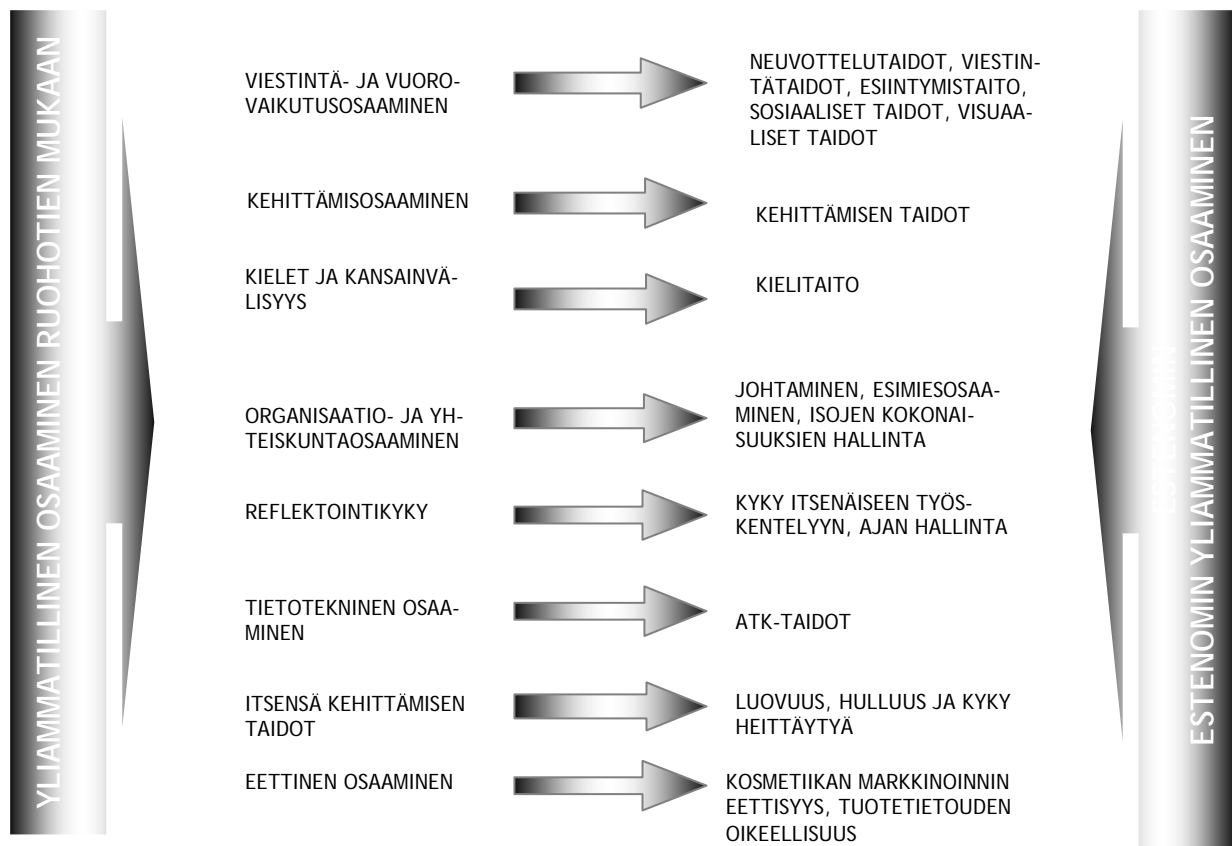 YLIAMMATILLINEN OSAAMINEN RUOHOTIEN MUKAAN
VIESTINTÄ- JA VUORO-
VAIKUTUSOSAAMINEN
NEUVOTTELUTAIDOT, VIESTIN-
TÄTAIDOT, ESIINTYMISTAITO,
SOSIAALISET TAIDOT, VISUAA-
LISET TAIDOT
KEHITTÄMISOSAAMINEN
KEHITTÄMISEN TAIDOT
KIELET JA KANSAINVÄ-
LISYYS
KIELITAITO
ORGANISAATIO- JA YH-
TEISKUNTAOSAAMINEN
JOHTAMINEN, ESIMIESOSAA-
MINEN, ISOJEN KOKONAI-
SUUKSIEN HALLINTA
REFLEKTOINTIKYKY
KYKY ITSENÄISEEN TYÖS-
KENTELYYN, AJAN HALLINTA
TIETOTEKNINEN OSAA-
MINEN
ATK-TAIDOT
ITSENSÄ KEHITTÄMISEN
TAIDOT
LUOVUUS, HULLUUS JA KYKY
HEITTÄYTYÄ
EETTINEN OSAAMINEN
KOSMETIIKAN MARKKINOINNIN
EETTISYYS, TUOTETIETOUDEN
OIKEELLISUUS
ESTENOMIN
ESTENOMIN YLIAMMATILLINEN OSAAMINEN